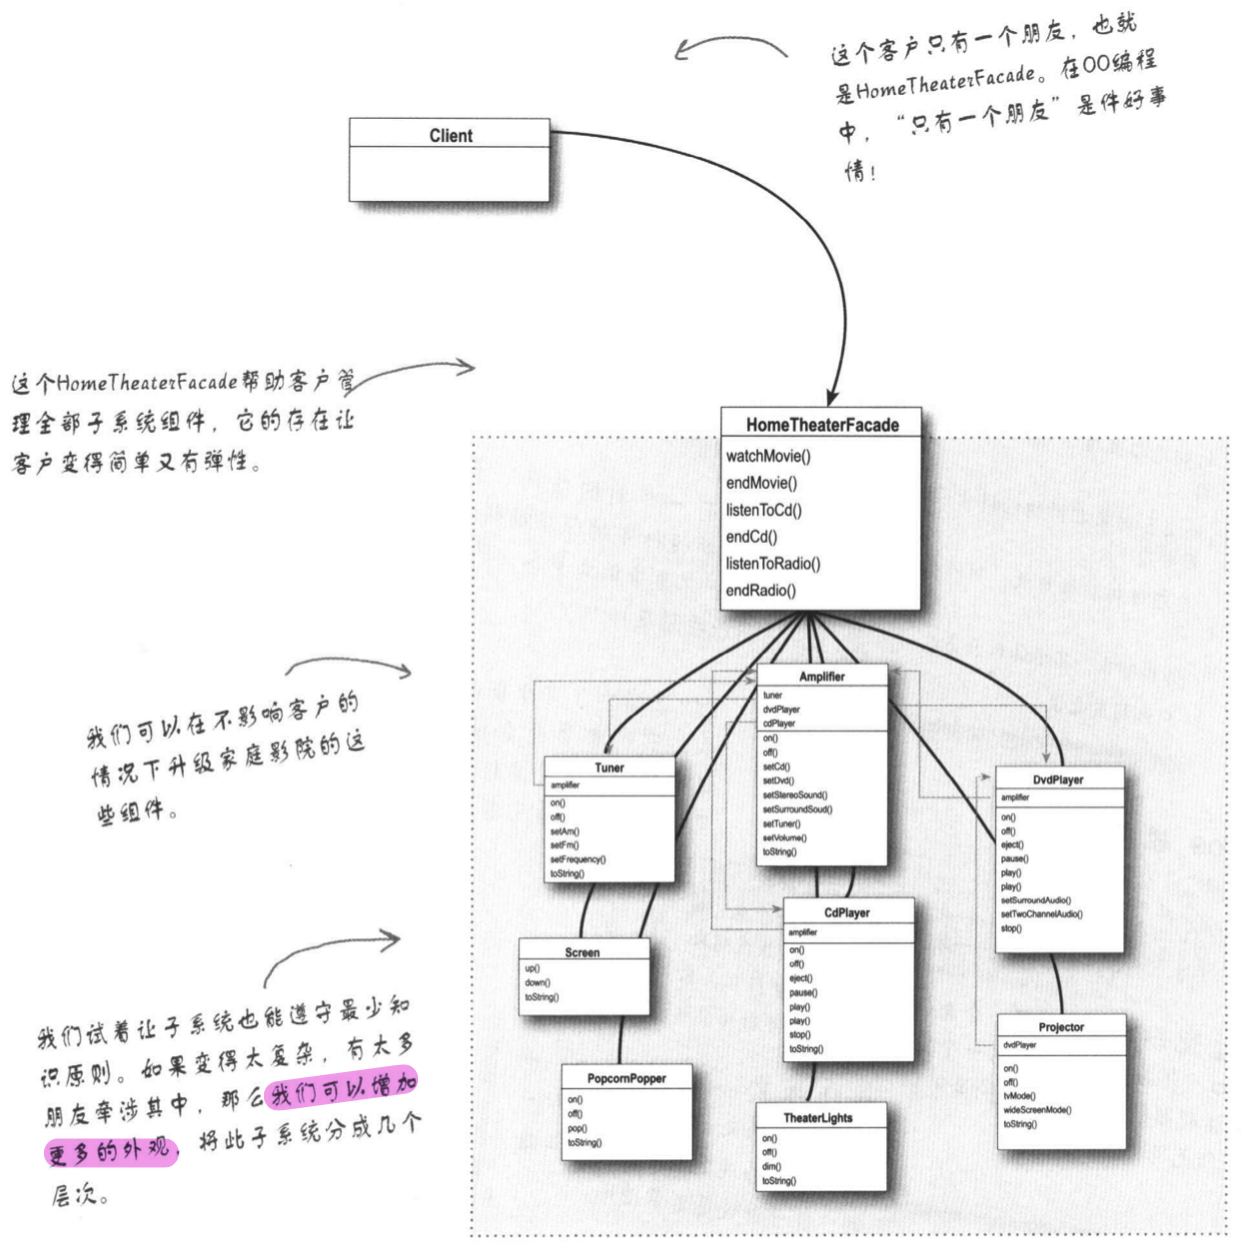 这个客户只有一个朋友，也就
是HomeTheaterFacade。在OO编程
中，“只有一个朋友”是件好事
情！
Client
这个HomeTheaterFacade帮助客户管
理全部子系统组件，它的存在让
客户变得简单又有弹性。
HomeTheaterFacade
watchMovie()
endMovie()
listenToCd()
endCd()
listenToRadio()
endRadio()
我们可以在不影响客户的
情况下升级家庭影院的这
些组件。
Amplifier
tuner
dvdPlayer
cdPlayer
on()
off()
setCd()
setDvd()
setStereoSound()
setSurroundSoud()
setTuner()
setVolume()
toString()
Tuner
amplifier
on()
off()
setAm()
setFm()
setFrequency()
toString()
DvdPlayer
amplifier
on()
off()
eject()
pause()
play()
play()
setSurroundAudio()
setTwoChannelAudio()
stop()
CdPlayer
amplifier
on()
off()
eject()
pause()
play()
play()
stop()
toString()
Screen
up()
down()
toString()
我们试着让子系统也能遵守最少知
识原则。如果变得太复杂，有太多
朋友牵涉其中，那么我们可以增加
更多的外观，将此子系统分成几个
层次。
PopcornPopper
on()
off()
pop()
toString()
TheaterLights
on()
off()
dim()
toString()
Projector
dvdPlayer
on()
off()
tvMode()
wideScreenMode()
toString()